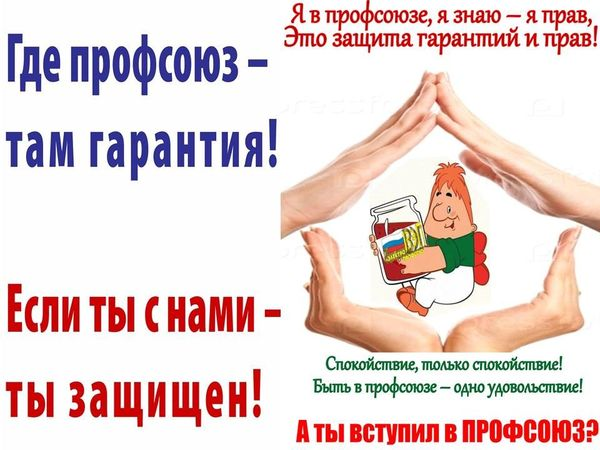 Где профсоюз –
там гарантия!
Если ты с нами –
ты защищен!
Я в профсоюзе, я знаю – я прав,
Это защита гарантий и прав!
Спокойствие, только спокойствие!
Быть в профсоюзе – одно удовольствие!
А ты вступил в ПРОФСОЮЗ?